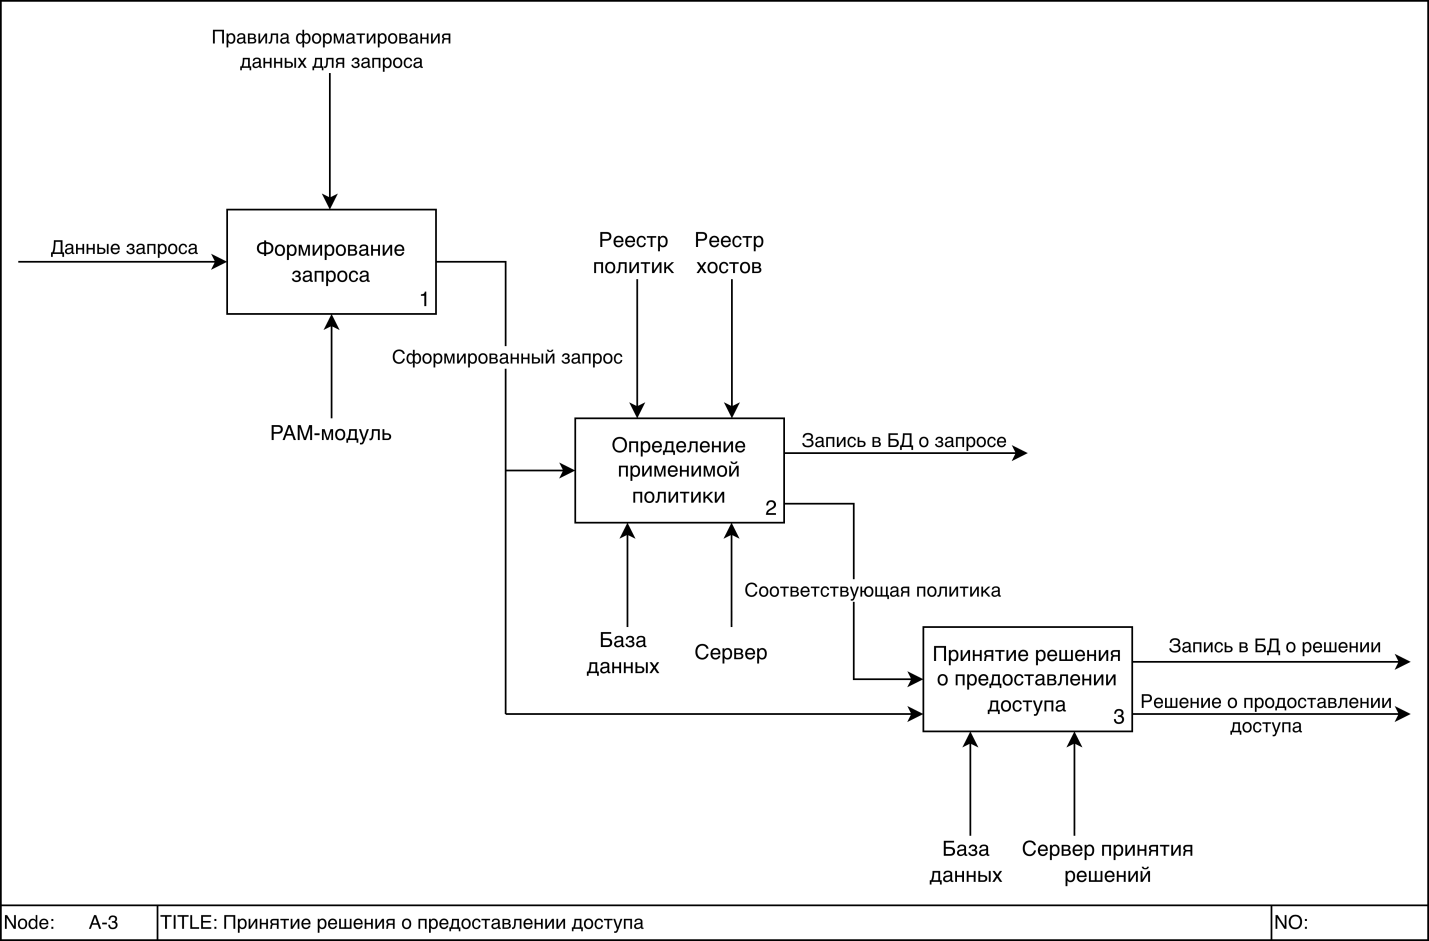 Правила форматирования
данных для запроса
Данные запроса
Формирование
запроса
1
Реестр
политик
Реестр
хостов
Сформированный запрос
PAM-модуль
Определение
применимой
политики
2
Запись в БД о запросе
Соответствующая политика
База
данных
Сервер
Принятие решения
о предоставлении
доступа
3
Запись в БД о решении
Решение о продоставлении
доступа
База
данных
Сервер принятия
решений
Node: A-3 TITLE: Принятие решения о предоставлении доступа NO: